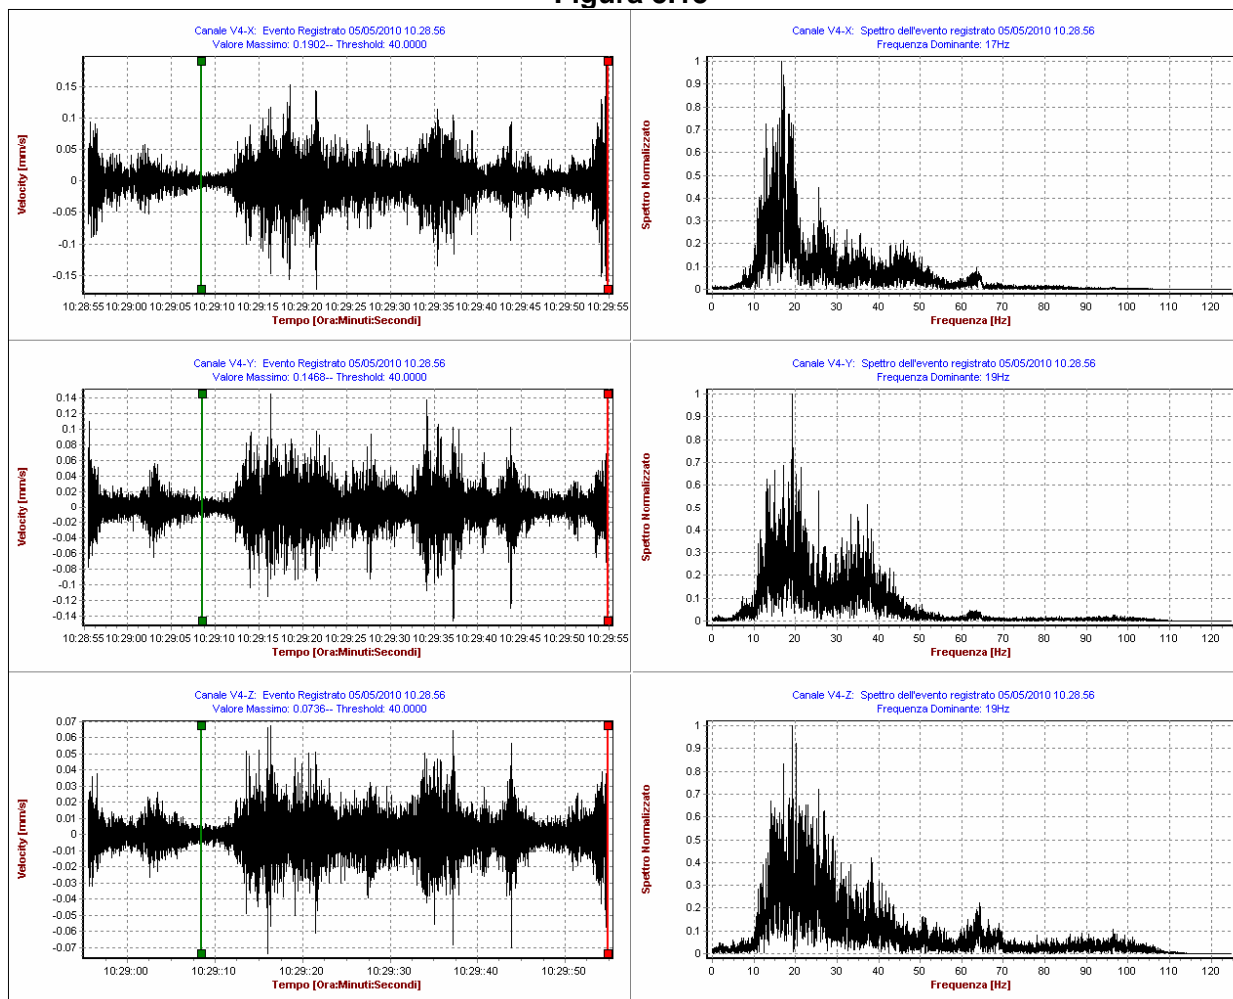 Canale V4-X: Evento Registrato 05/05/2010 10.28.56
Valore Massimo: 0.1902-- Threshold: 40.0000
Velocity [mm/s]
0.15
0.1
0.05
0
-0.05
-0.1
-0.15
10:28:55 10:29:00 10:29:05 10:29:10 10:29:15 10:29:20 10:29:25 10:29:30 10:29:35 10:29:40 10:29:45 10:29:50 10:29:55
Tempo [Ora:Minuti:Secondi]
Canale V4-X: Spettro dell'evento registrato 05/05/2010 10.28.56
Frequenza Dominante: 17Hz
Spettro Normalizzato
1
0.9
0.8
0.7
0.6
0.5
0.4
0.3
0.2
0.1
0
0 10 20 30 40 50 60 70 80 90 100 110 120
Frequenza [Hz]
Canale V4-Y: Evento Registrato 05/05/2010 10.28.56
Valore Massimo: 0.1468-- Threshold: 40.0000
Velocity [mm/s]
0.14
0.12
0.1
0.08
0.06
0.04
0.02
0
-0.02
-0.04
-0.06
-0.08
-0.1
-0.12
-0.14
10:28:55 10:29:00 10:29:05 10:29:10 10:29:15 10:29:20 10:29:25 10:29:30 10:29:35 10:29:40 10:29:45 10:29:50 10:29:55
Tempo [Ora:Minuti:Secondi]
Canale V4-Y: Spettro dell'evento registrato 05/05/2010 10.28.56
Frequenza Dominante: 19Hz
Spettro Normalizzato
1
0.9
0.8
0.7
0.6
0.5
0.4
0.3
0.2
0.1
0
0 10 20 30 40 50 60 70 80 90 100 110 120
Frequenza [Hz]
Canale V4-Z: Evento Registrato 05/05/2010 10.28.56
Valore Massimo: 0.0736-- Threshold: 40.0000
Velocity [mm/s]
0.07
0.06
0.05
0.04
0.03
0.02
0.01
0
-0.01
-0.02
-0.03
-0.04
-0.05
-0.06
-0.07
10:29:00 10:29:10 10:29:20 10:29:30 10:29:40 10:29:50
Tempo [Ora:Minuti:Secondi]
Canale V4-Z: Spettro dell'evento registrato 05/05/2010 10.28.56
Frequenza Dominante: 19Hz
Spettro Normalizzato
1
0.9
0.8
0.7
0.6
0.5
0.4
0.3
0.2
0.1
0
0 10 20 30 40 50 60 70 80 90 100 110 120
Frequenza [Hz]